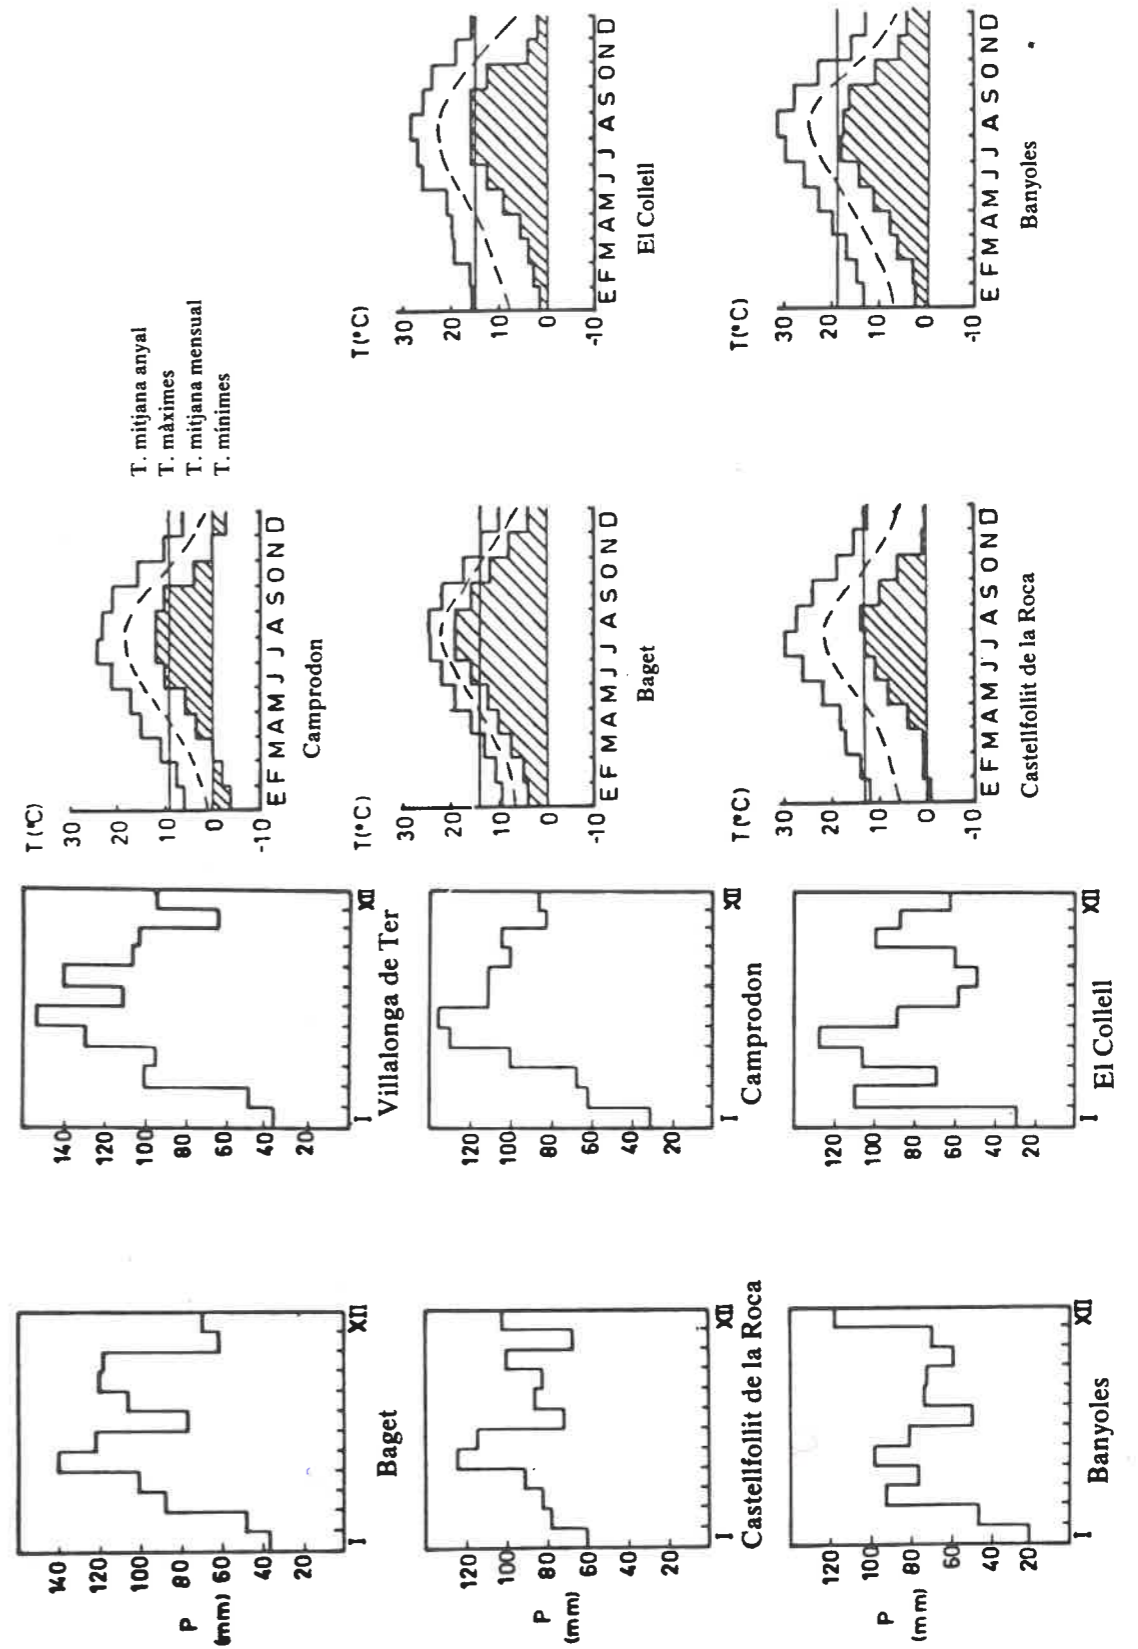 T(°C)
30
20
10
0
-10
E F M A M J J A S O N D
Camprodon
T. mitjana anyal
T. màximes
T. mitjana mensual
T. mínimes
T(°C)
30
20
10
0
-10
E F M A M J J A S O N D
Baget
T(°C)
30
20
10
0
-10
E F M A M J J A S O N D
El Collell
T(°C)
30
20
10
0
-10
E F M A M J J A S O N D
Castellfollit de la Roca
T(°C)
30
20
10
0
-10
E F M A M J J A S O N D
Banyoles
P
(mm)
140
120
100
80
60
40
20
I XII
Baget
140
120
100
80
60
40
20
I XII
Villalonga de Ter
P
(mm)
120
100
80
60
40
20
I XII
Castellfollit de la Roca
120
100
80
60
40
20
I XII
Camprodon
P
(mm)
120
100
80
60
40
20
I XII
Banyoles
120
100
80
60
40
20
I XII
El Collell